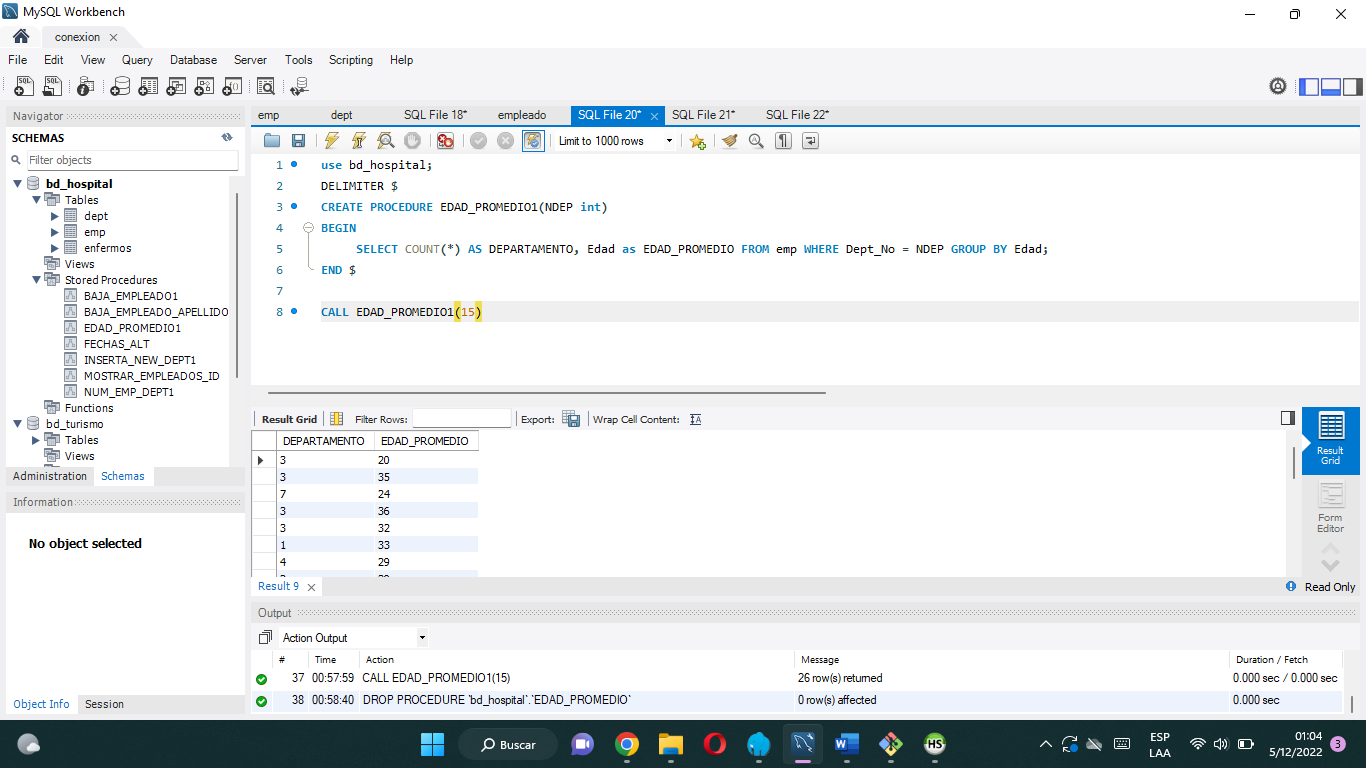 MySQL Workbench
conexion
File Edit View Query Database Server Tools Scripting Help
Navigator
SCHEMAS
Filter objects
bd_hospital
Tables
dept
emp
enfermos
Views
Stored Procedures
BAJA_EMPLEADO1
BAJA_EMPLEADO_APELLIDO
EDAD_PROMEDIO1
FECHAS_ALT
INSERTA_NEW_DEPT1
MOSTRAR_EMPLEADOS_ID
NUM_EMP_DEPT1
Functions
bd_turismo
Tables
Views
Administration Schemas
Information
No object selected
Object Info Session
emp dept SQL File 18* empleado SQL File 20* SQL File 21* SQL File 22*
Limit to 1000 rows
1 use bd_hospital;
2 DELIMITER $
3 CREATE PROCEDURE EDAD_PROMEDIO1(NDEP int)
4 BEGIN
5 SELECT COUNT(*) AS DEPARTAMENTO, Edad as EDAD_PROMEDIO FROM emp WHERE Dept_No = NDEP GROUP BY Edad;
6 END $
7
8 CALL EDAD_PROMEDIO1(15)
Result Grid Filter Rows: Export: Wrap Cell Content:
DEPARTAMENTO EDAD_PROMEDIO
3 20
3 35
7 24
3 36
3 32
1 33
4 29
Result Grid
Form Editor
Result 9 Read Only
Output
Action Output
# Time Action Message Duration / Fetch
37 00:57:59 CALL EDAD_PROMEDIO1(15) 26 row(s) returned 0.000 sec / 0.000 sec
38 00:58:40 DROP PROCEDURE `bd_hospital`.`EDAD_PROMEDIO` 0 row(s) affected 0.000 sec
Buscar
HS
ESP
LAA
01:04
5/12/2022
3